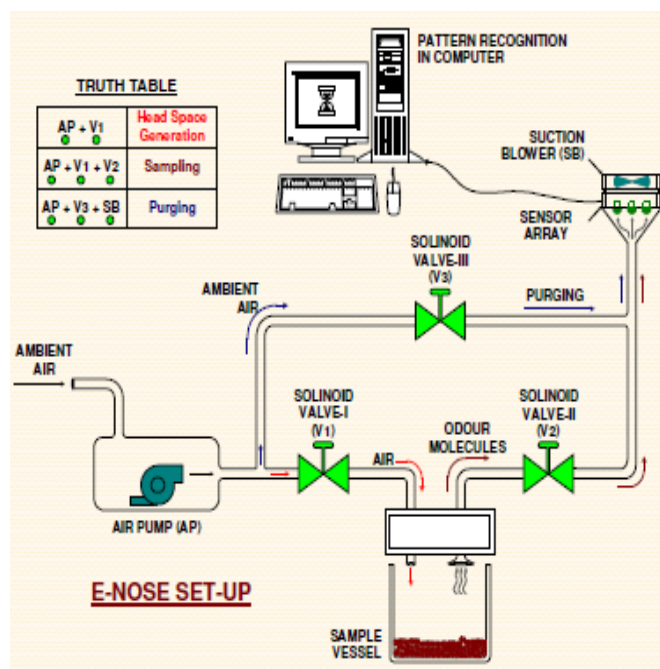 PATTERN RECOGNITION
IN COMPUTER
TRUTH TABLE
AP + V1
Head Space
Generation
AP + V1 + V2
Sampling
AP + V3 + SB
Purging
SUCTION
BLOWER (SB)
SENSOR
ARRAY
SOLINOID
VALVE-III
(V3)
AMBIENT
AIR
PURGING
AMBIENT
AIR
SOLINOID
VALVE-I
(V1)
SOLINOID
VALVE-II
(V2)
ODOUR
MOLECULES
AIR
AIR PUMP (AP)
E-NOSE SET-UP
SAMPLE
VESSEL